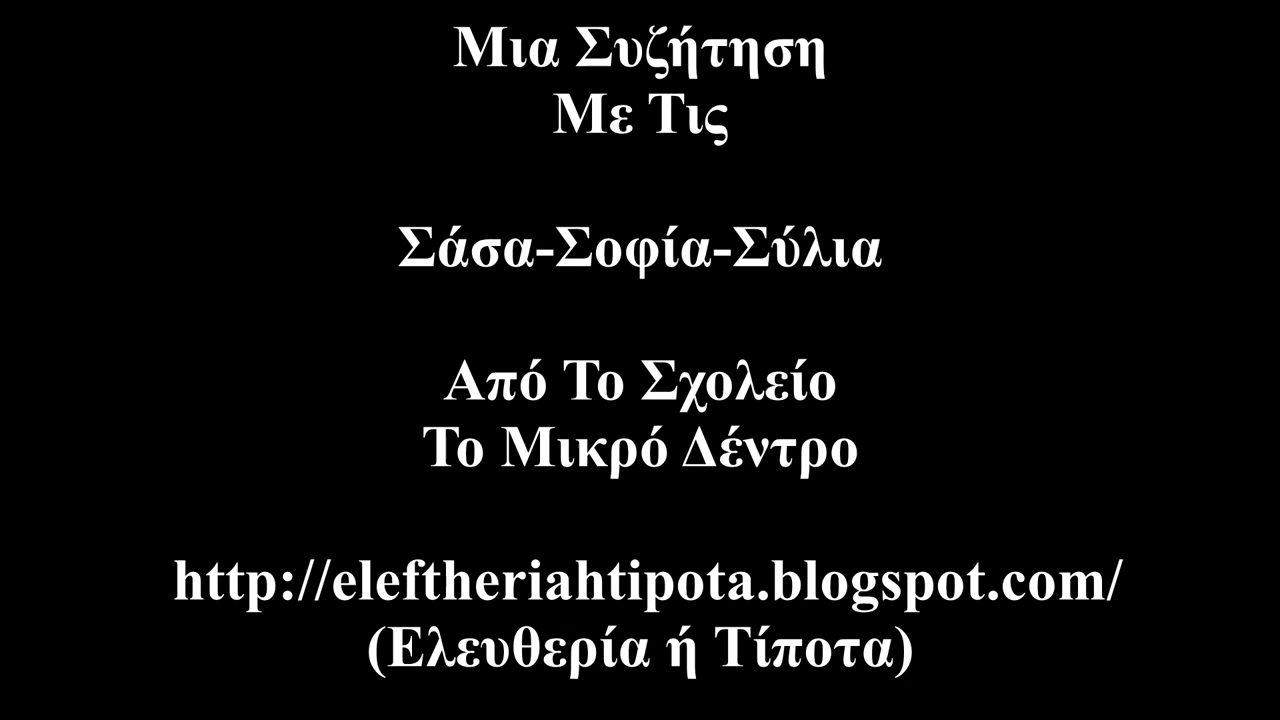 Μια Συζήτηση
Με Τις
Σάσα-Σοφία-Σύλια
Από Το Σχολείο
Το Μικρό Δέντρο
http://eleftheriahtipota.blogspot.com/
(Ελευθερία ή Τίποτα)